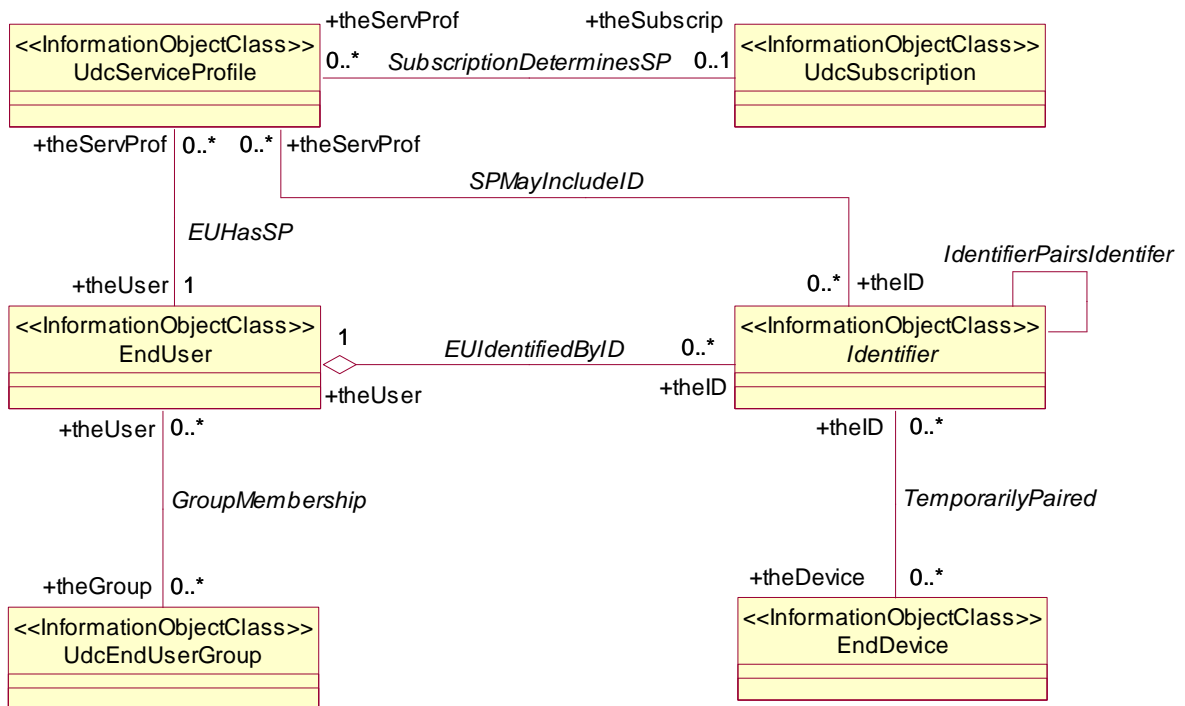 +theServProf
+theSubscrip
<<InformationObjectClass>>
UdcServiceProfile
0..*
SubscriptionDeterminesSP
0..1
<<InformationObjectClass>>
UdcSubscription
+theServProf
0..*
0..*
+theServProf
SPMayIncludeID
EUHasSP
IdentifierPairsIdentifer
+theUser
1
0..*
+theID
<<InformationObjectClass>>
EndUser
1
EUIdentifiedByID
0..*
<<InformationObjectClass>>
Identifier
+theUser
+theID
+theUser
0..*
+theID
0..*
GroupMembership
TemporarilyPaired
+theGroup
0..*
+theDevice
0..*
<<InformationObjectClass>>
UdcEndUserGroup
<<InformationObjectClass>>
EndDevice